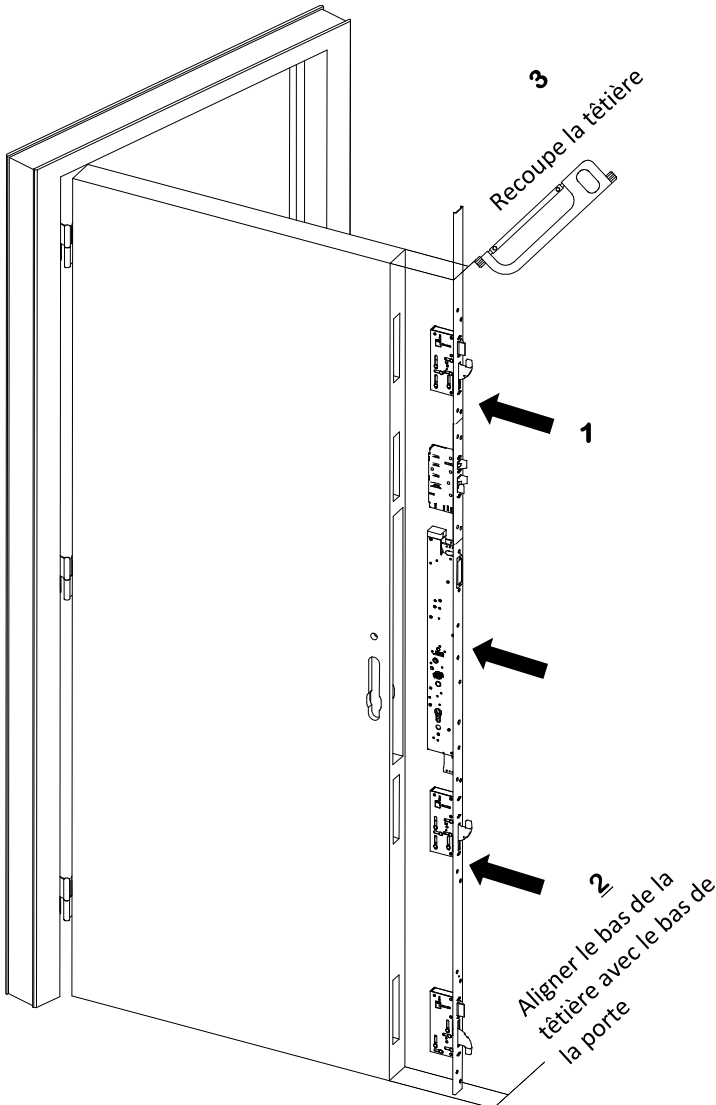 3
Recoupe la têtière
1
2
Aligner le bas de la
têtière avec le bas de
la porte